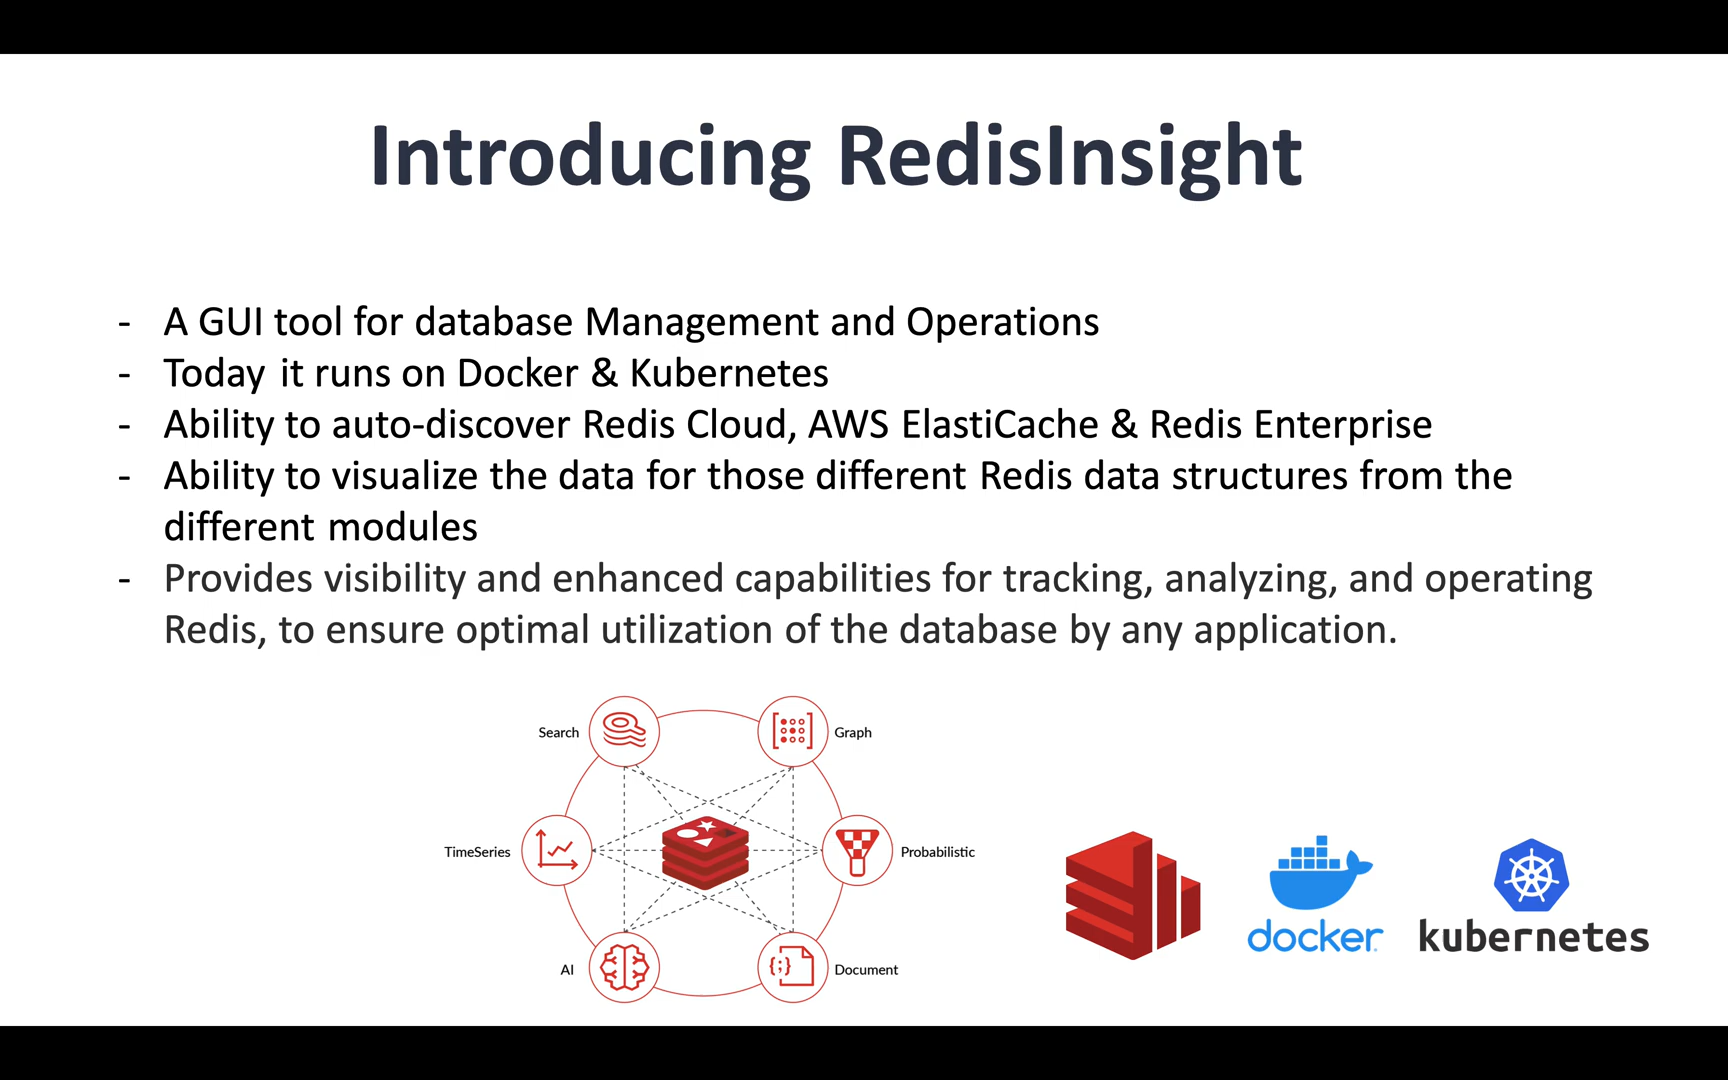 Introducing RedisInsight
- A GUI tool for database Management and Operations
- Today it runs on Docker & Kubernetes
- Ability to auto-discover Redis Cloud, AWS ElastiCache & Redis Enterprise
- Ability to visualize the data for those different Redis data structures from the
different modules
- Provides visibility and enhanced capabilities for tracking, analyzing, and operating
Redis, to ensure optimal utilization of the database by any application.
Search
Graph
TimeSeries
Probabilistic
AI
Document
docker
kubernetes